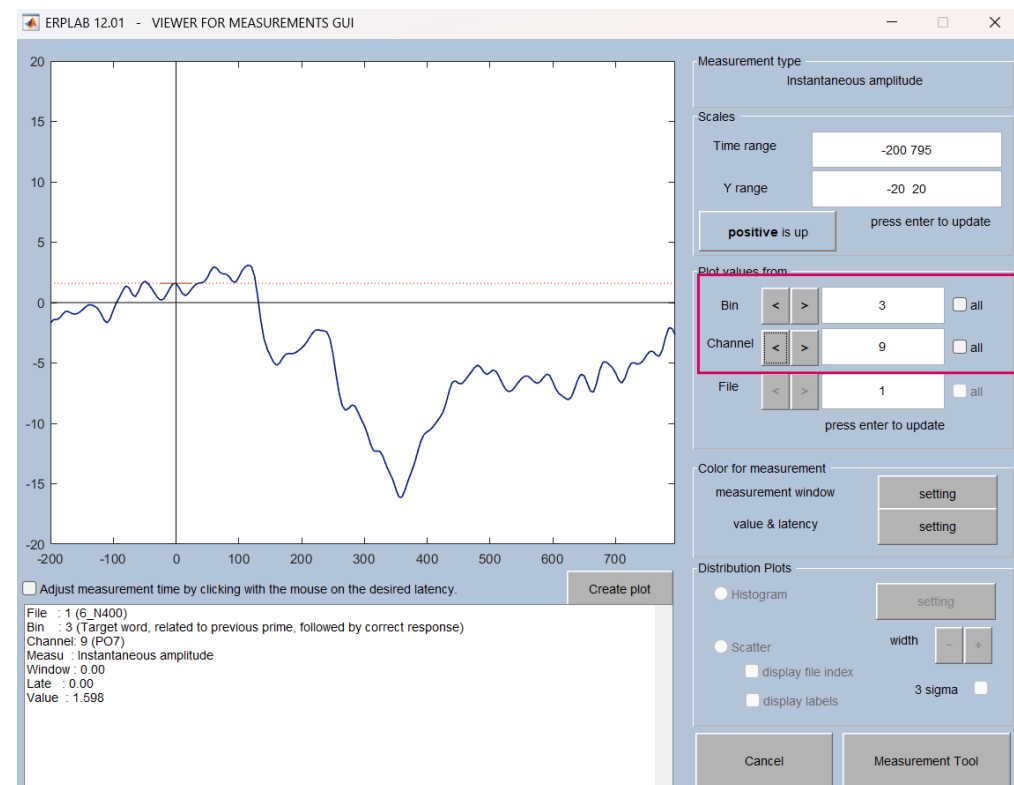 ERPLAB 12.01 - VIEWER FOR MEASUREMENTS GUI
20
15
10
5
0
-5
-10
-15
-20
-200 -100 0 100 200 300 400 500 600 700
Adjust measurement time by clicking with the mouse on the desired latency.
Create plot
File : 1 (6_N400)
Bin : 3 (Target word, related to previous prime, followed by correct response)
Channel: 9 (PO7)
Measu : Instantaneous amplitude
Window : 0.00
Late : 0.00
Value : 1.598
Measurement type
Instantaneous amplitude
Scales
Time range -200 795
Y range -20 20
positive is up press enter to update
Plot values from
Bin < > 3 all
Channel < > 9 all
File < > 1 all
press enter to update
Color for measurement
measurement window setting
value & latency setting
Distribution Plots
Histogram setting
Scatter width - +
display file index
3 sigma
display labels
Cancel Measurement Tool